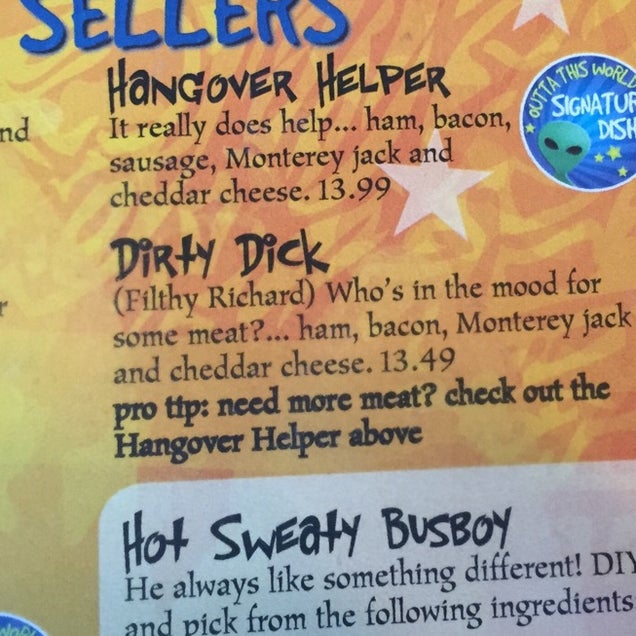 SELLERS
HANGOVER HELPER
It really does help... ham, bacon,
sausage, Monterey jack and
cheddar cheese. 13.99
OUTTA THIS WORLD
SIGNATUR
DISH
nd
DIRTY DICK
(Filthy Richard) Who's in the mood for
some meat?... ham, bacon, Monterey jack
and cheddar cheese. 13.49
pro tip: need more meat? check out the
Hangover Helper above
r
HOT SWEATY BUSBOY
He always like something different! DIY
and pick from the following ingredients